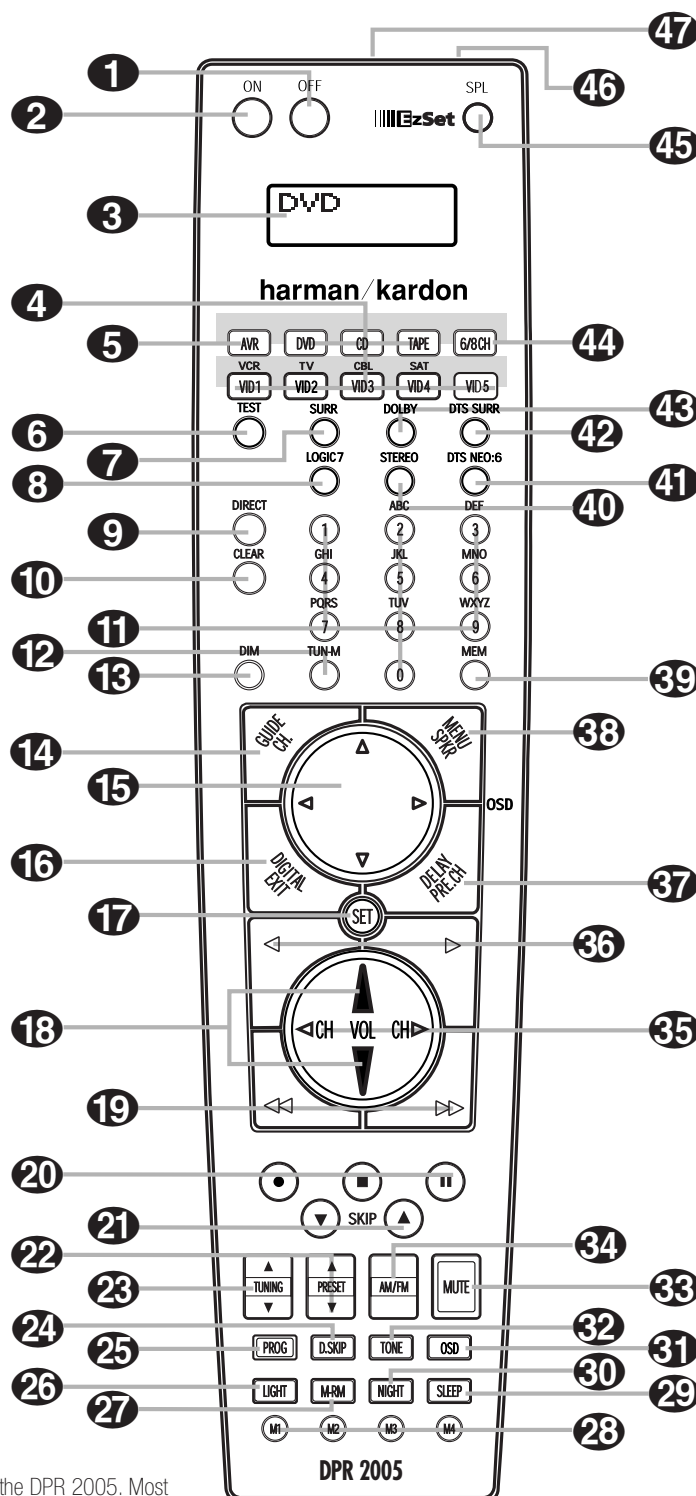 47
1 46
ON OFF SPL
2 EzSet 45
3 DVD
harman/kardon
4
5 AVR DVD CD TAPE 6/8CH 44
VCR TV CBL SAT
VID1 VID2 VID3 VID4 VID5
TEST SURR DOLBY DTS SURR 43
6 7 42
LOGIC7 STEREO DTS NEO:6
8 41
DIRECT ABC DEF 40
9 1 2 3
CLEAR GHI JKL MNO
10 4 5 6
PQRS TUV WXYZ
11 7 8 9
12 DIM TUN-M MEM
13 0 39
14 GUIDE CH. MENU SPKR 38
15 OSD
16 DIGITAL EXIT DELAY PRE.CH 37
17 SET
36
18 CH VOL CH 35
19
20
21 SKIP
22 34
23 TUNING PRESET AM/FM MUTE 33
24 32
25 PROG D.SKIP TONE OSD 31
26 30
LIGHT M-RM NIGHT SLEEP 29
27
M1 M2 M3 M4 28
DPR 2005
the DPR 2005. Most